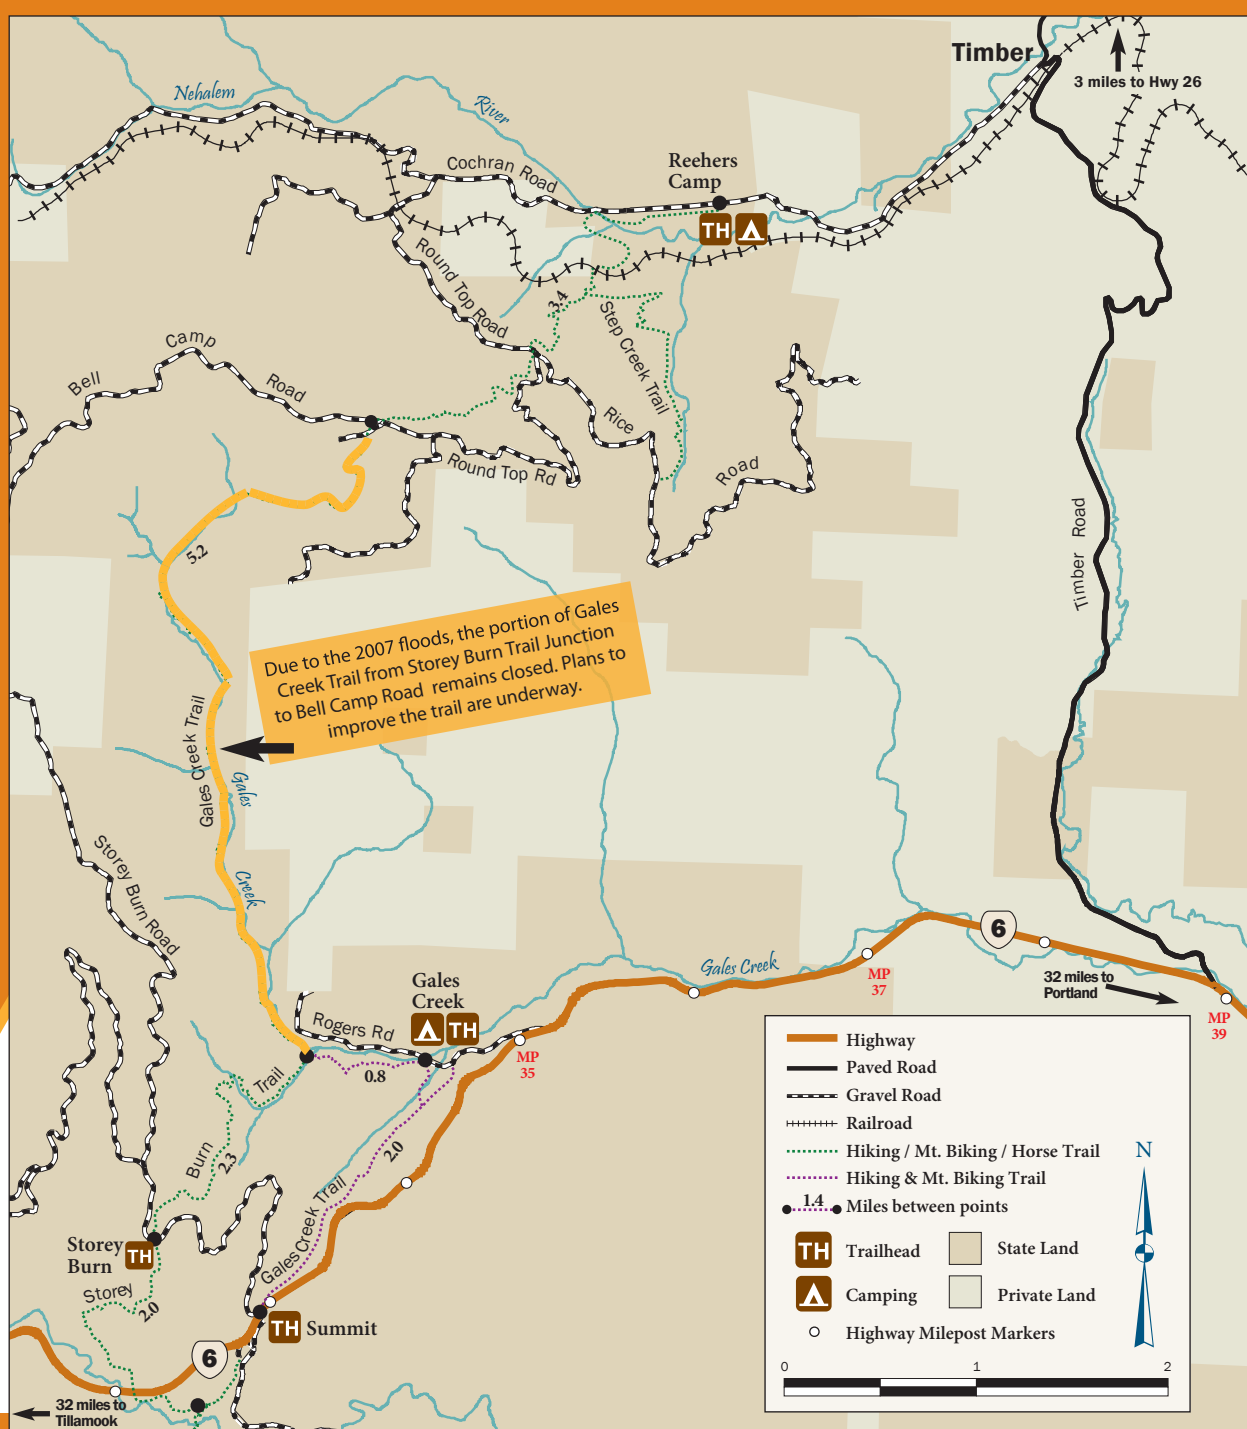 Timber
3 miles to Hwy 26
Nehalem
River
Cochran Road
Reehers
Camp
TH
Round Top Road
3.4
Step Creek Trail
Camp
Bell
Road
Rice
Road
Round Top Rd
5.2
Timber Road
Due to the 2007 floods, the portion of Gales
Creek Trail from Storey Burn Trail Junction
to Bell Camp Road remains closed. Plans to
improve the trail are underway.
Gales Creek Trail
Gales
Creek
Storey Burn Road
6
Gales Creek
MP
37
32 miles to
Portland
MP
39
Gales
Creek
TH
Rogers Rd
MP
35
0.8
Trail
Burn
2.3
2.0
Gales Creek Trail
Storey
Burn
TH
Storey
2.0
TH Summit
6
32 miles to
Tillamook
Highway
Paved Road
Gravel Road
Railroad
Hiking / Mt. Biking / Horse Trail
Hiking & Mt. Biking Trail
1.4 Miles between points
TH Trailhead
State Land
Camping
Private Land
Highway Milepost Markers
N
0 1 2